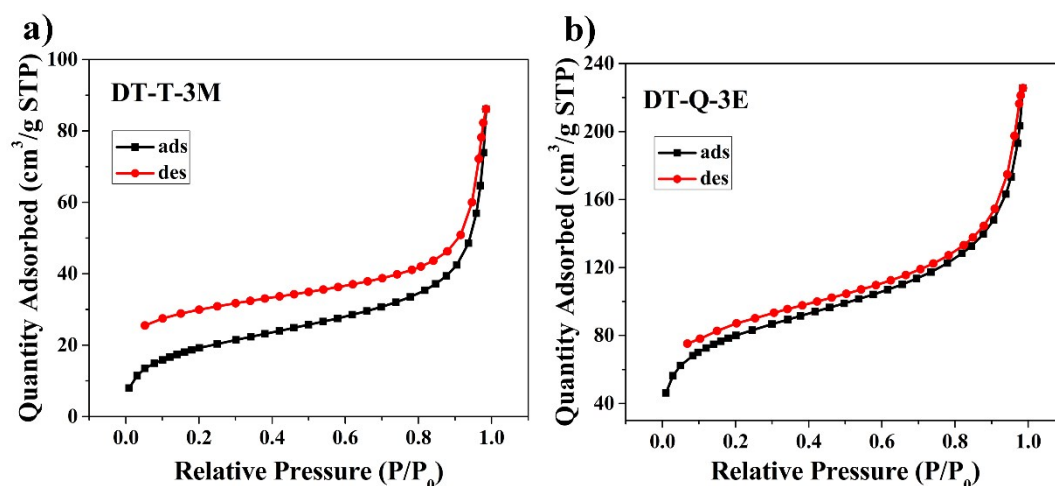 a)
DT-T-3M
ads
des
Quantity Adsorbed (cm³/g STP)
100
80
60
40
20
0
0.0 0.2 0.4 0.6 0.8 1.0
Relative Pressure (P/P₀)
b)
DT-Q-3E
ads
des
Quantity Adsorbed (cm³/g STP)
240
200
160
120
80
40
0.0 0.2 0.4 0.6 0.8 1.0
Relative Pressure (P/P₀)